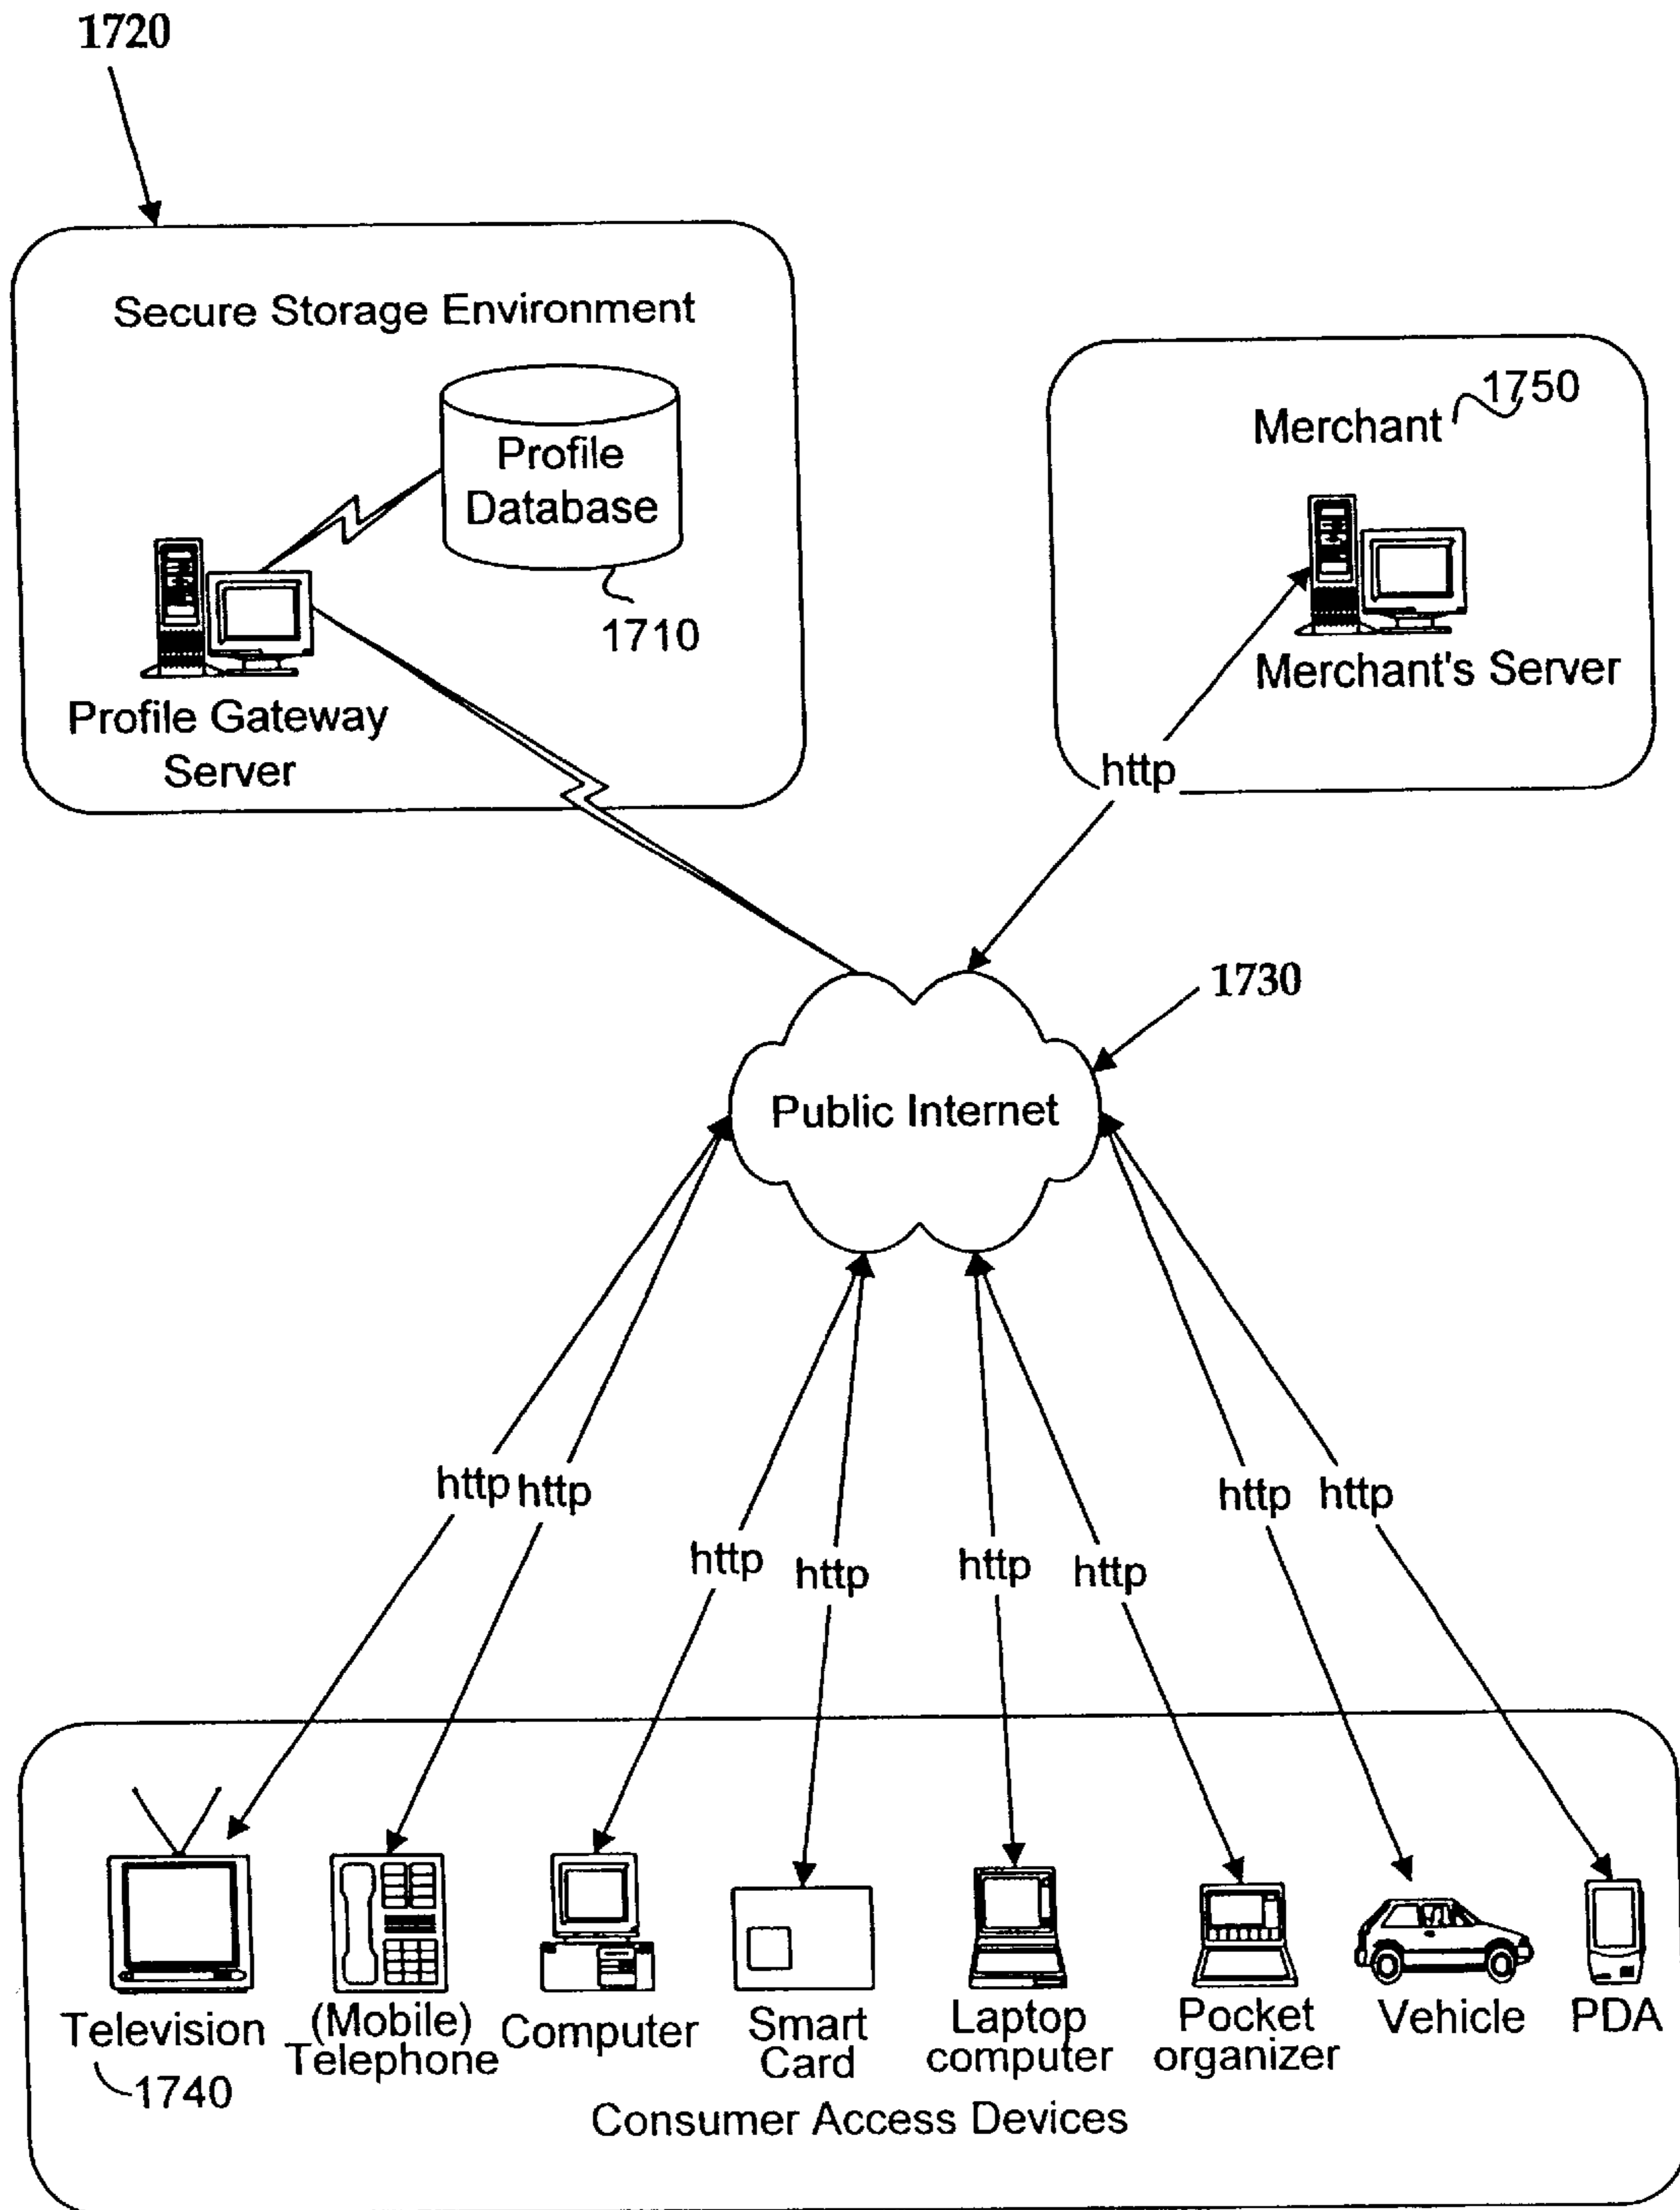 1720
Secure Storage Environment
Profile
Database
1710
Profile Gateway
Server
Merchant 1750
Merchant's Server
http
1730
Public Internet
http http http http
http http http http
Television
(Mobile)
Telephone
Computer
Smart
Card
Laptop
computer
Pocket
organizer
Vehicle
PDA
1740
Consumer Access Devices